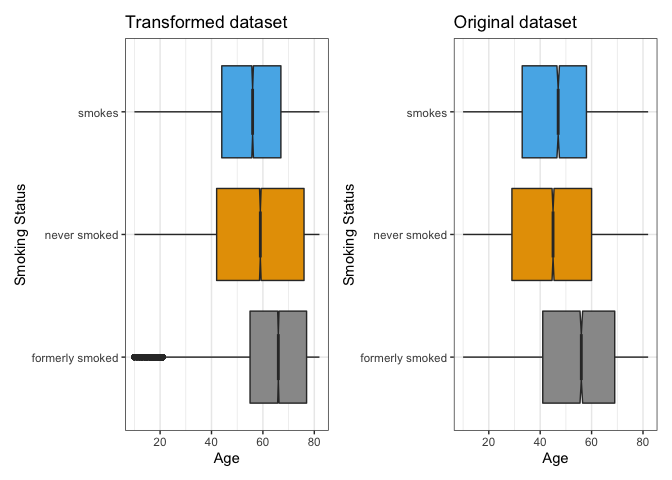 Transformed dataset
Smoking Status
smokes
never smoked
formerly smoked
20 40 60 80
Age
Original dataset
Smoking Status
smokes
never smoked
formerly smoked
20 40 60 80
Age